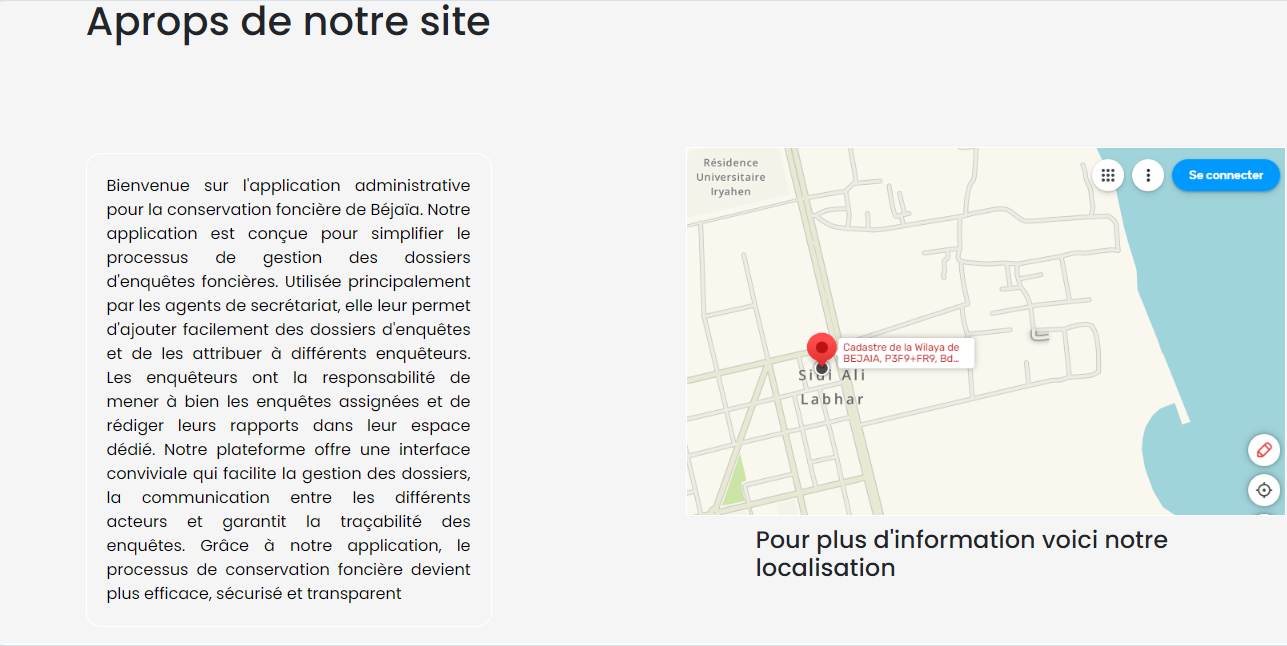 Aprops de notre site
Bienvenue sur l'application administrative
pour la conservation foncière de Béjaïa. Notre
application est conçue pour simplifier le
processus de gestion des dossiers
d'enquêtes foncières. Utilisée principalement
par les agents de secrétariat, elle leur permet
d'ajouter facilement des dossiers d'enquêtes
et de les attribuer à différents enquêteurs.
Les enquêteurs ont la responsabilité de
mener à bien les enquêtes assignées et de
rédiger leurs rapports dans leur espace
dédié. Notre plateforme offre une interface
conviviale qui facilite la gestion des dossiers,
la communication entre les différents
acteurs et garantit la traçabilité des
enquêtes. Grâce à notre application, le
processus de conservation foncière devient
plus efficace, sécurisé et transparent
Résidence
Universitaire
Iryahen
Se connecter
Cadastre de la Wilaya de
BEJAIA, P3F9+FR9, Bd...
Sidi Ali
Labhar
Pour plus d'information voici notre
localisation